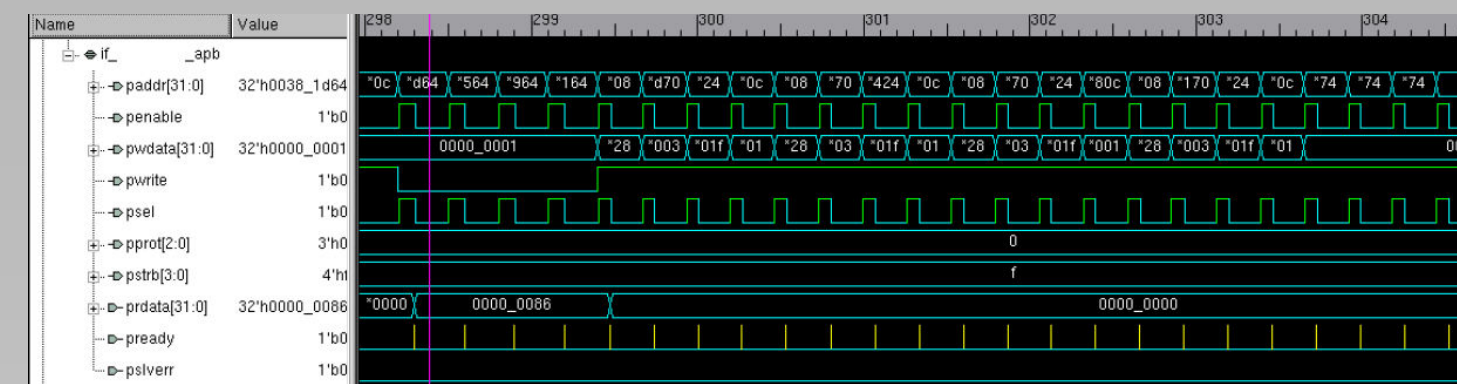 Name Value 298 299 300 301 302 303 304
if_ _apb
paddr[31:0] 32'h0038_1d64 *0c *d64 *564 *964 *164 *08 *d70 *24 *0c *08 *70 *424 *0c *08 *70 *24 *80c *08 *170 *24 *0c *74 *74 *74
penable 1'b0
pwdata[31:0] 32'h0000_0001 0000_0001 *28 *003 *01f *01 *28 *03 *01f *01 *28 *03 *01f *001 *28 *003 *01f *01
pwrite 1'b0
psel 1'b0
pprot[2:0] 3'h0 0
pstrb[3:0] f
prdata[31:0] 32'h0000_0086 *0000 0000_0086 0000_0000
pready 1'b0
pslverr 1'b0